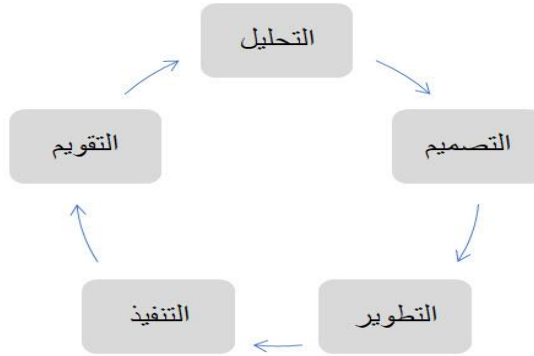 التحليل
التصميم
التطوير
التنفيذ
التقويم